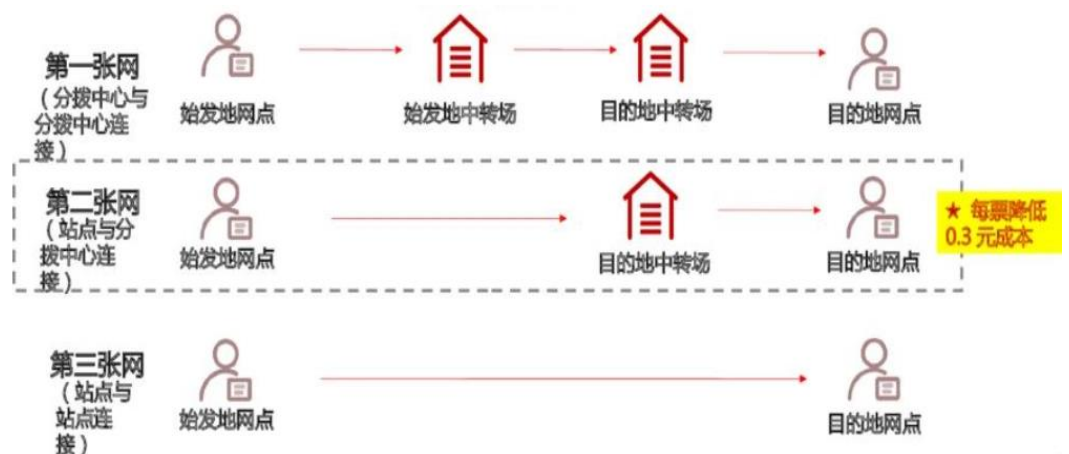 第一张网
（分拨中心与
分拨中心连
接）
始发地网点
始发地中转场
目的地中转场
目的地网点
第二张网
（站点与分
拨中心连
接）
始发地网点
目的地中转场
目的地网点
★ 每票降低
0.3 元成本
第三张网
（站点与
站点连
接）
始发地网点
目的地网点